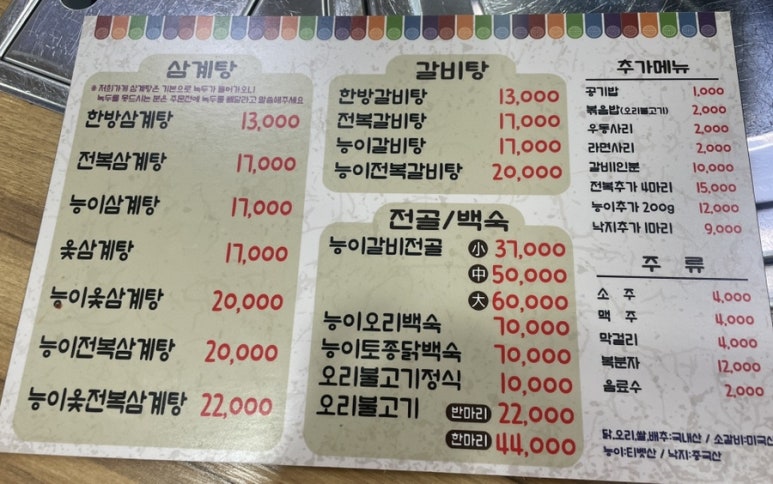 삼계탕
※ 저희가게 삼계탕은 기본으로 녹두가 들어가오니
녹두를 못드시는 분은 주문전에 녹두를 빼달라고 말씀해주세요
한방삼계탕 13,000
전복삼계탕 17,000
능이삼계탕 17,000
옻삼계탕 17,000
능이옻삼계탕 20,000
능이전복삼계탕 20,000
능이옻전복삼계탕 22,000
갈비탕
한방갈비탕 13,000
전복갈비탕 17,000
능이갈비탕 17,000
능이전복갈비탕 20,000
전골/백숙
능이갈비전골 小 37,000
中 50,000
大 60,000
능이오리백숙 70,000
능이토종닭백숙 70,000
오리불고기정식 10,000
오리불고기 반마리 22,000
한마리 44,000
추가메뉴
공기밥 1,000
볶음밥(오리불고기) 2,000
우동사리 2,000
라면사리 2,000
갈비1인분 10,000
전복추가 4마리 15,000
능이추가 200g 12,000
낙지추가 1마리 9,000
주 류
소 주 4,000
맥 주 4,000
막걸리 4,000
복분자 12,000
음료수 2,000
닭,오리,쌀,배추:국내산 / 소갈비:미국산
능이:티벳산 / 낙지:중국산